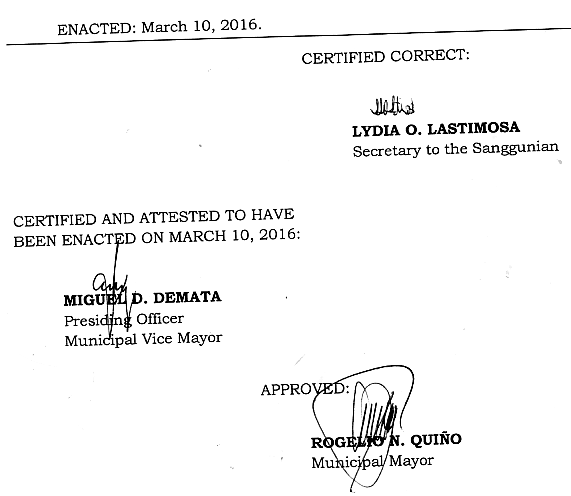 ENACTED: March 10, 2016.
CERTIFIED CORRECT:
LYDIA O. LASTIMOSA
Secretary to the Sanggunian
CERTIFIED AND ATTESTED TO HAVE
BEEN ENACTED ON MARCH 10, 2016:
MIGUEL D. DEMATA
Presiding Officer
Municipal Vice Mayor
APPROVED:
ROGELIO N. QUIÑO
Municipal Mayor